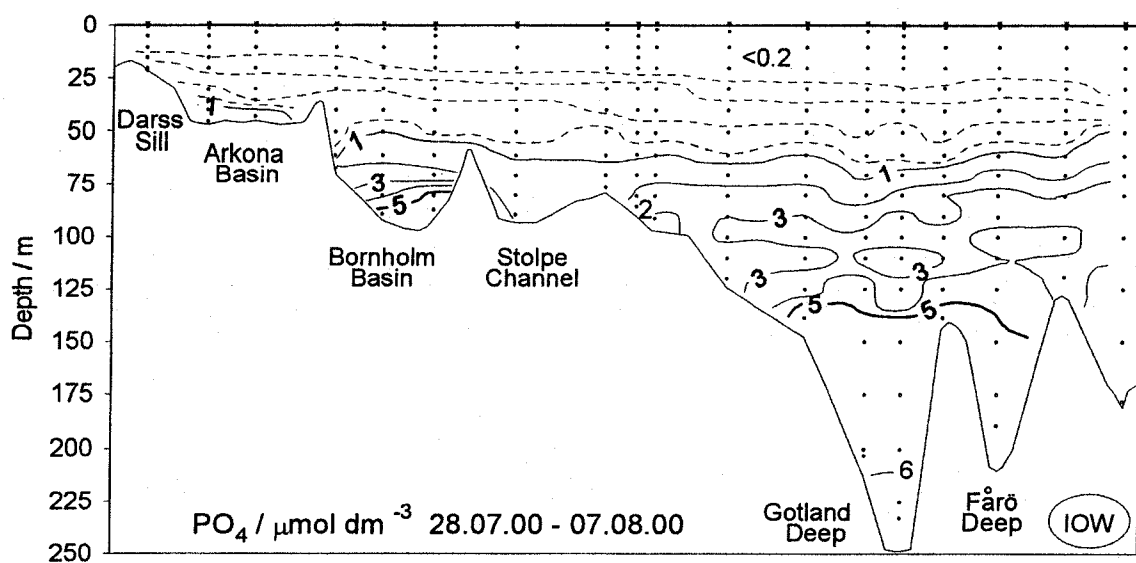 0
25
50
75
100
125
150
175
200
225
250
Depth / m
<0.2
Darss
Sill
1
Arkona
Basin
1
3
5
Bornholm
Basin
Stolpe
Channel
2
1
3
3
3
5
5
6
Gotland
Deep
Fårö
Deep
IOW
PO4 / μmol dm -3 28.07.00 - 07.08.00